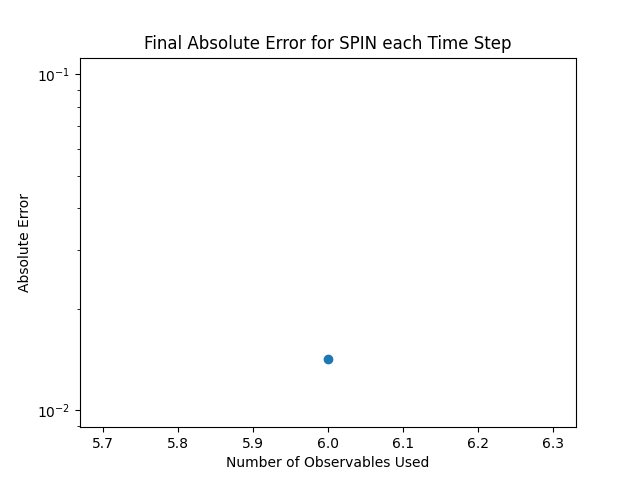 Final Absolute Error for SPIN each Time Step
10⁻¹
Absolute Error
10⁻²
5.7 5.8 5.9 6.0 6.1 6.2 6.3
Number of Observables Used